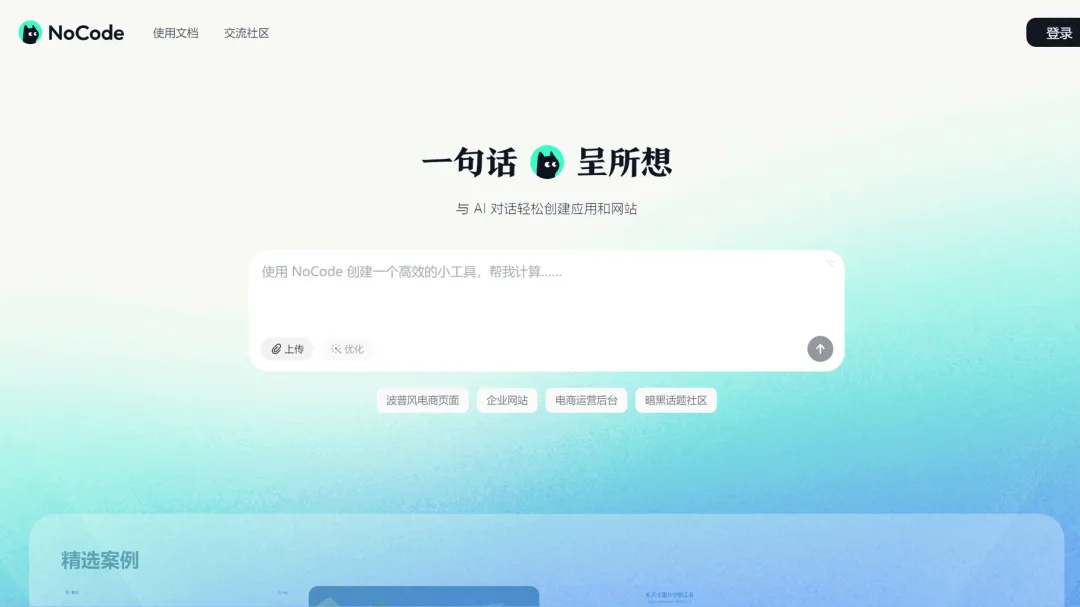 NoCode
使用文档
交流社区
登录
一句话 呈所想
与 AI 对话轻松创建应用和网站
使用 NoCode 创建一个高效的小工具，帮我计算......
上传
优化
波普风电商页面
企业网站
电商运营后台
暗黑话题社区
精选案例